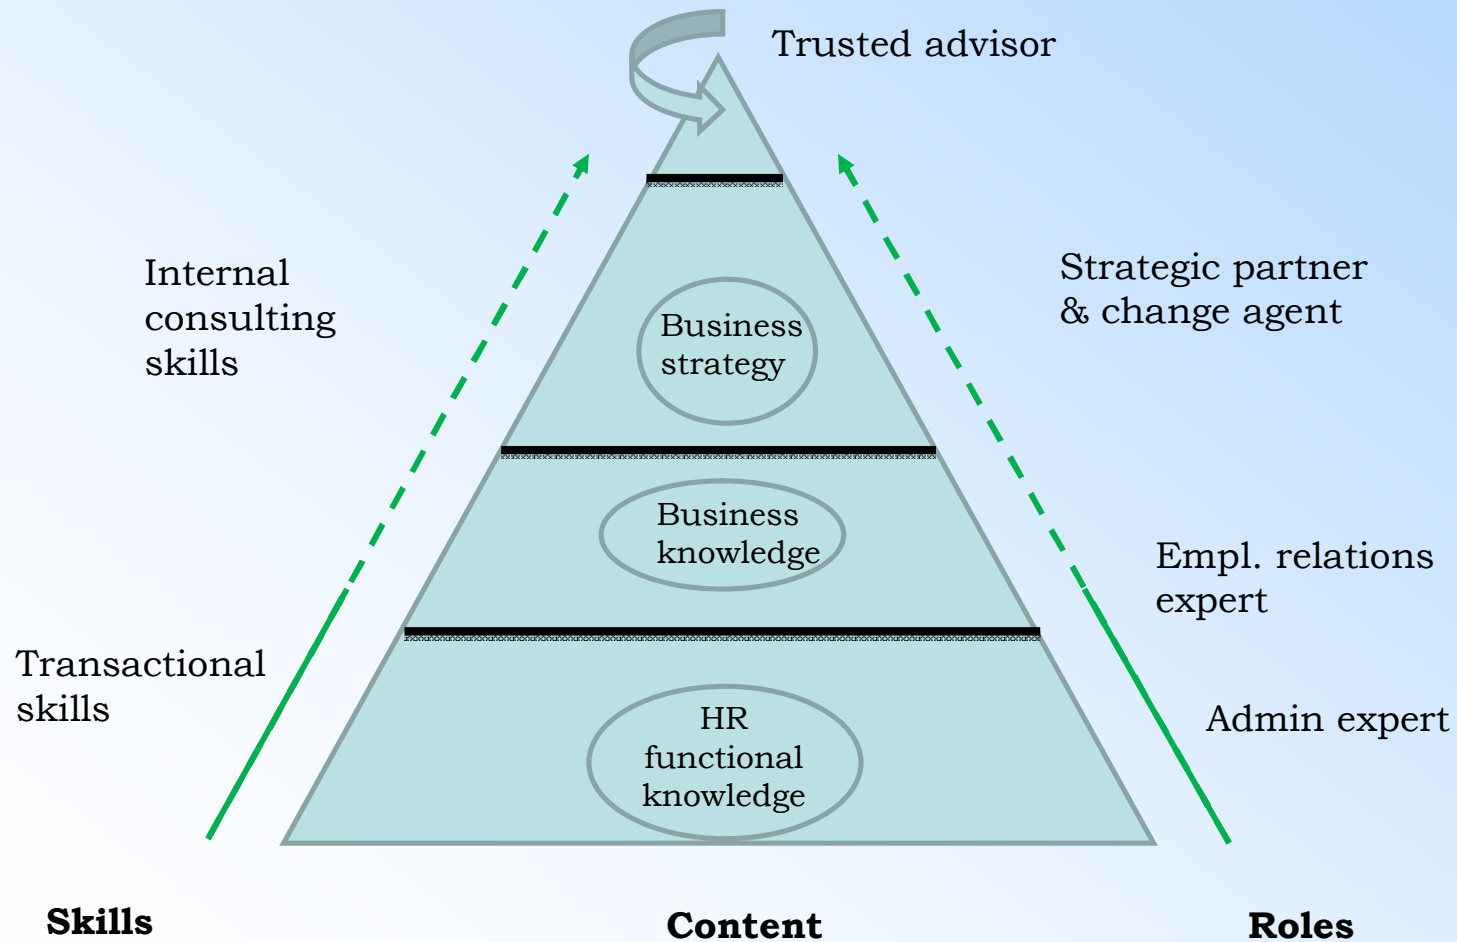 Trusted advisor
Internal
consulting
skills
Strategic partner
& change agent
Business
strategy
Business
knowledge
Empl. relations
expert
Transactional
skills
HR
functional
knowledge
Admin expert
Skills
Content
Roles